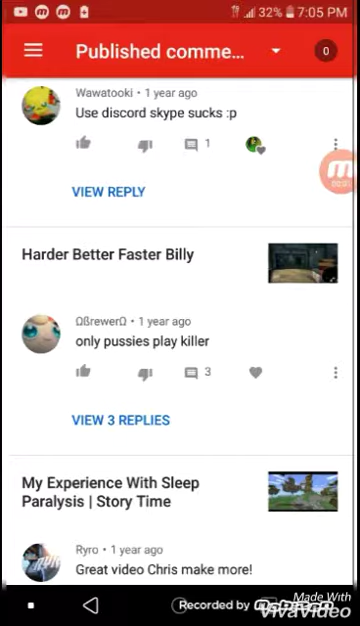 32% 7:05 PM
Published comme... 0
Wawatooki • 1 year ago
Use discord skype sucks :p
1
VIEW REPLY
Harder Better Faster Billy
ΩßrewerΩ • 1 year ago
only pussies play killer
3
VIEW 3 REPLIES
My Experience With Sleep
Paralysis | Story Time
Ryro • 1 year ago
Great video Chris make more!
Made With
Recorded by
VivaVideo